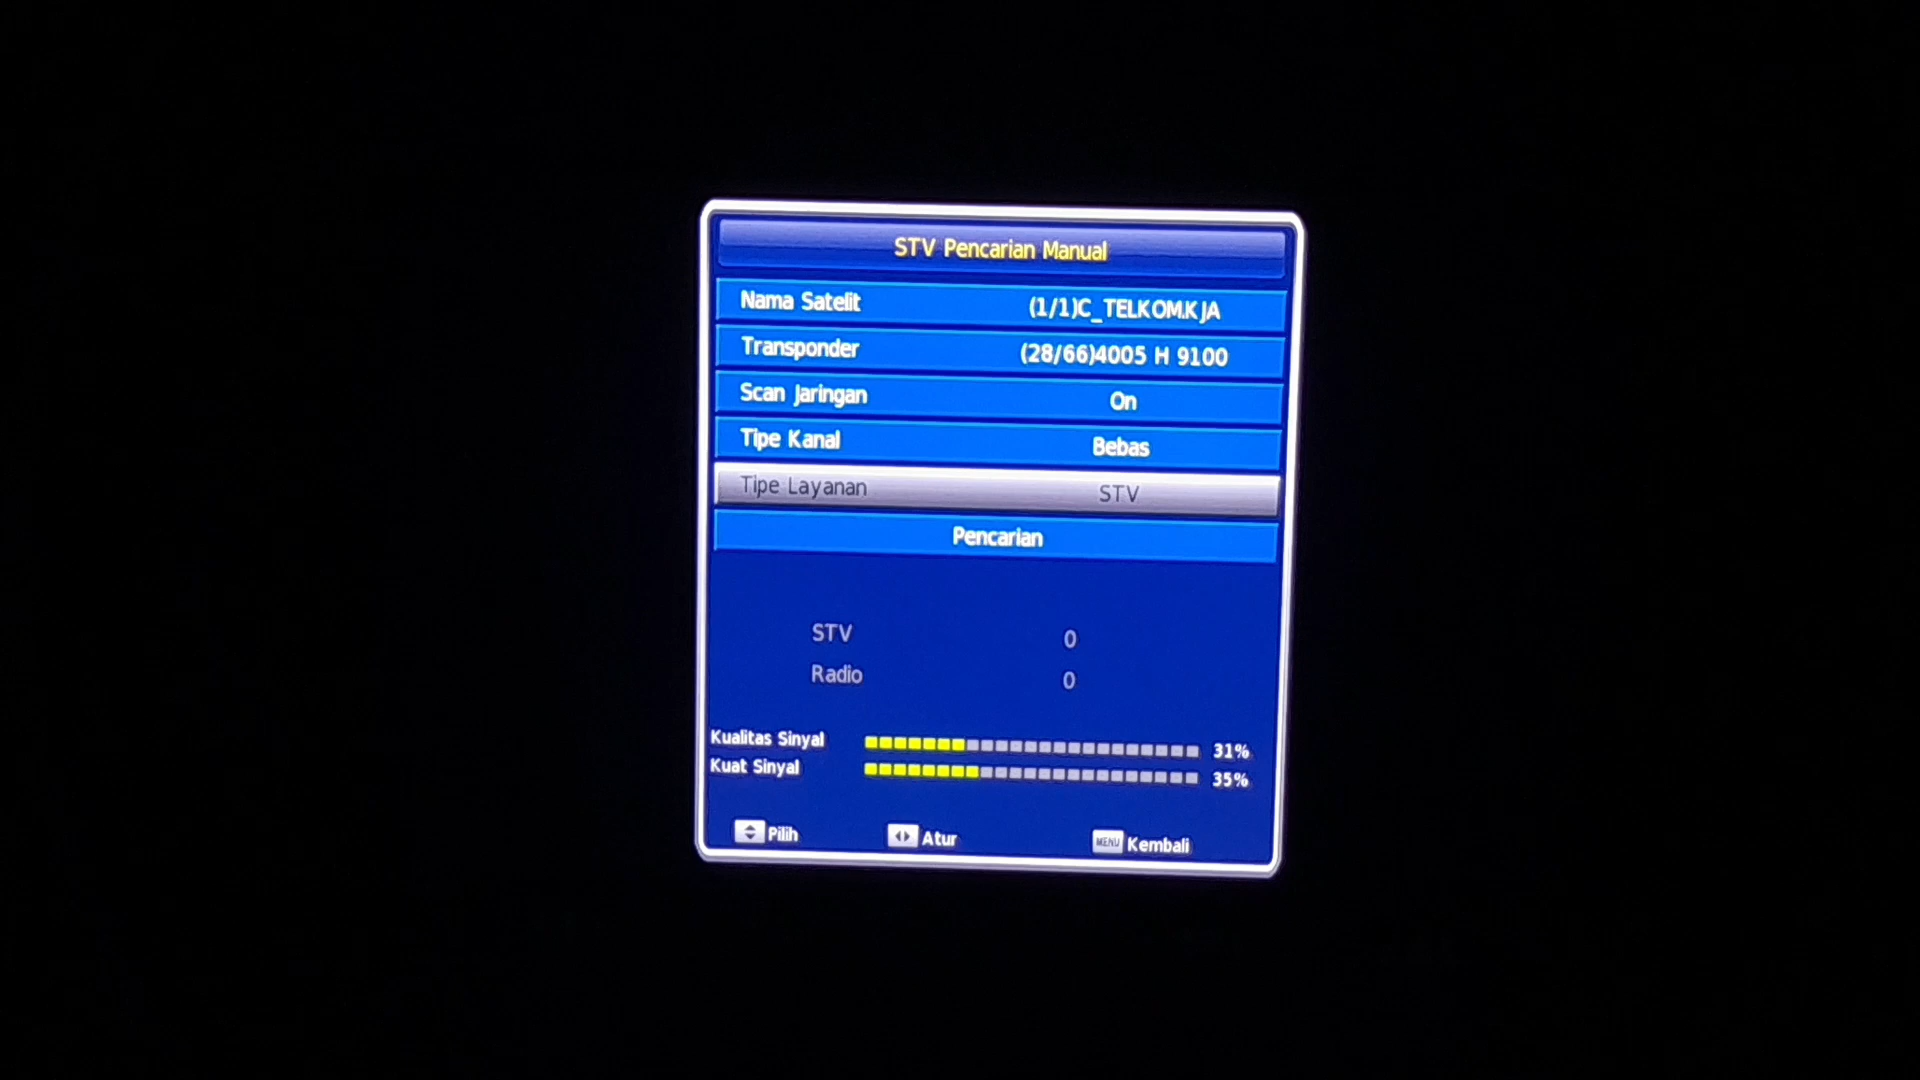 STV Pencarian Manual
Nama Satelit (1/1)C_TELKOM.KJA
Transponder (28/66)4005 H 9100
Scan Jaringan On
Tipe Kanal Bebas
Tipe Layanan STV
Pencarian
STV 0
Radio 0
Kualitas Sinyal 31%
Kuat Sinyal 35%
Pilih Atur MENU Kembali